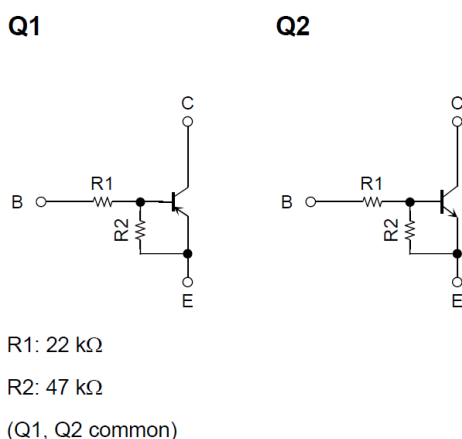 Q1 Q2
C C
B R1 B R1
R2 R2
E E
R1: 22 kΩ
R2: 47 kΩ
(Q1, Q2 common)